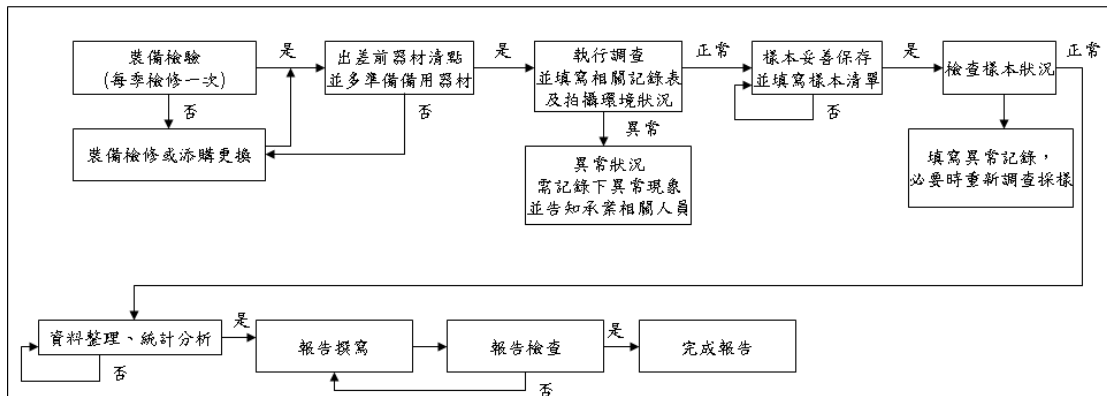 裝備檢驗
(每季檢修一次)
是
出差前器材清點
並多準備備用器材
是
執行調查
並填寫相關記錄表
及拍攝環境狀況
正常
樣本妥善保存
並填寫樣本清單
是
檢查樣本狀況
正常
否
否
否
裝備檢修或添購更換
異常
異常狀況
需記錄下異常現象
並告知承案相關人員
填寫異常記錄，
必要時重新調查採樣
資料整理、統計分析
是
報告撰寫
報告檢查
是
完成報告
否
否